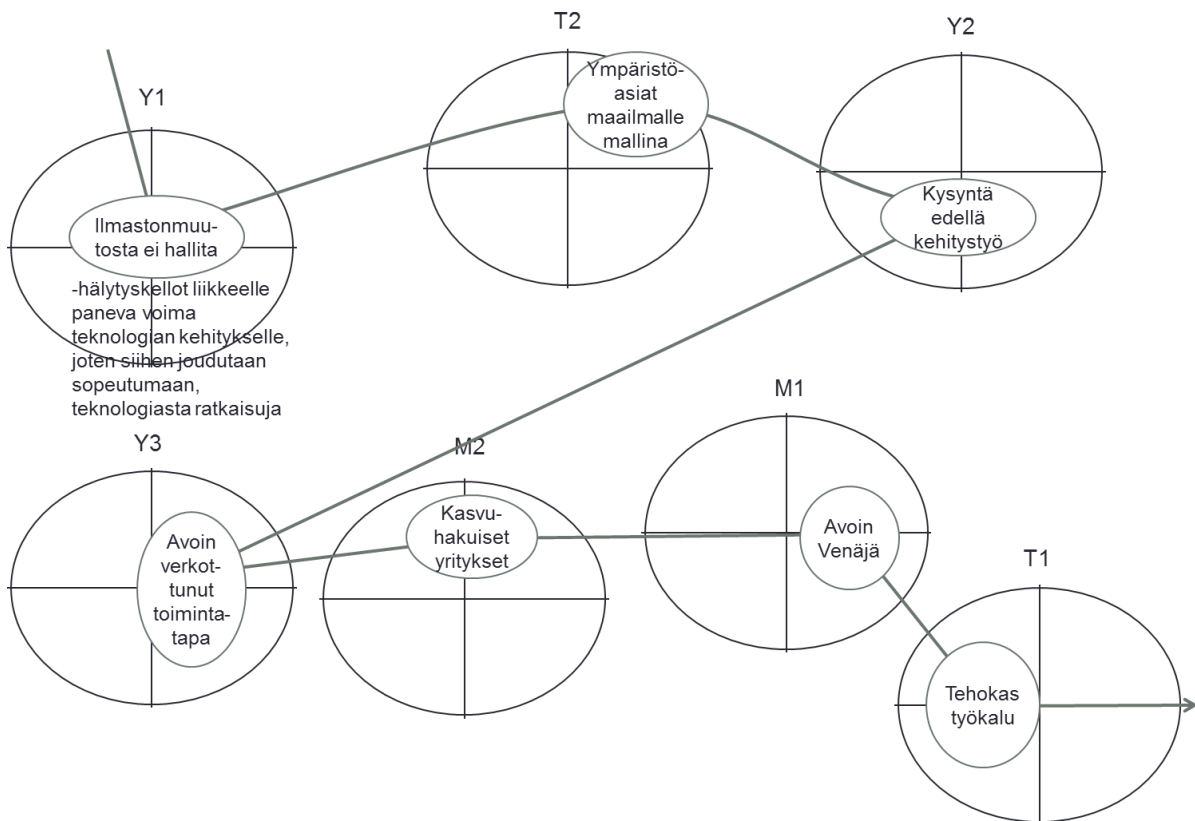 T2
Y2
Y1
Ympäristö-
asiat
maailmalle
mallina
Kysyntä
edellä
kehitystyö
Ilmastonmuu-
tosta ei hallita
-hälytyskellot liikkeelle
paneva voima
teknologian kehitykselle,
joten siihen joudutaan
sopeutumaan,
teknologiasta ratkaisuja
M1
Y3
M2
Avoin
verkot-
tunut
toiminta-
tapa
Kasvu-
hakuiset
yritykset
Avoin
Venäjä
T1
Tehokas
työkalu